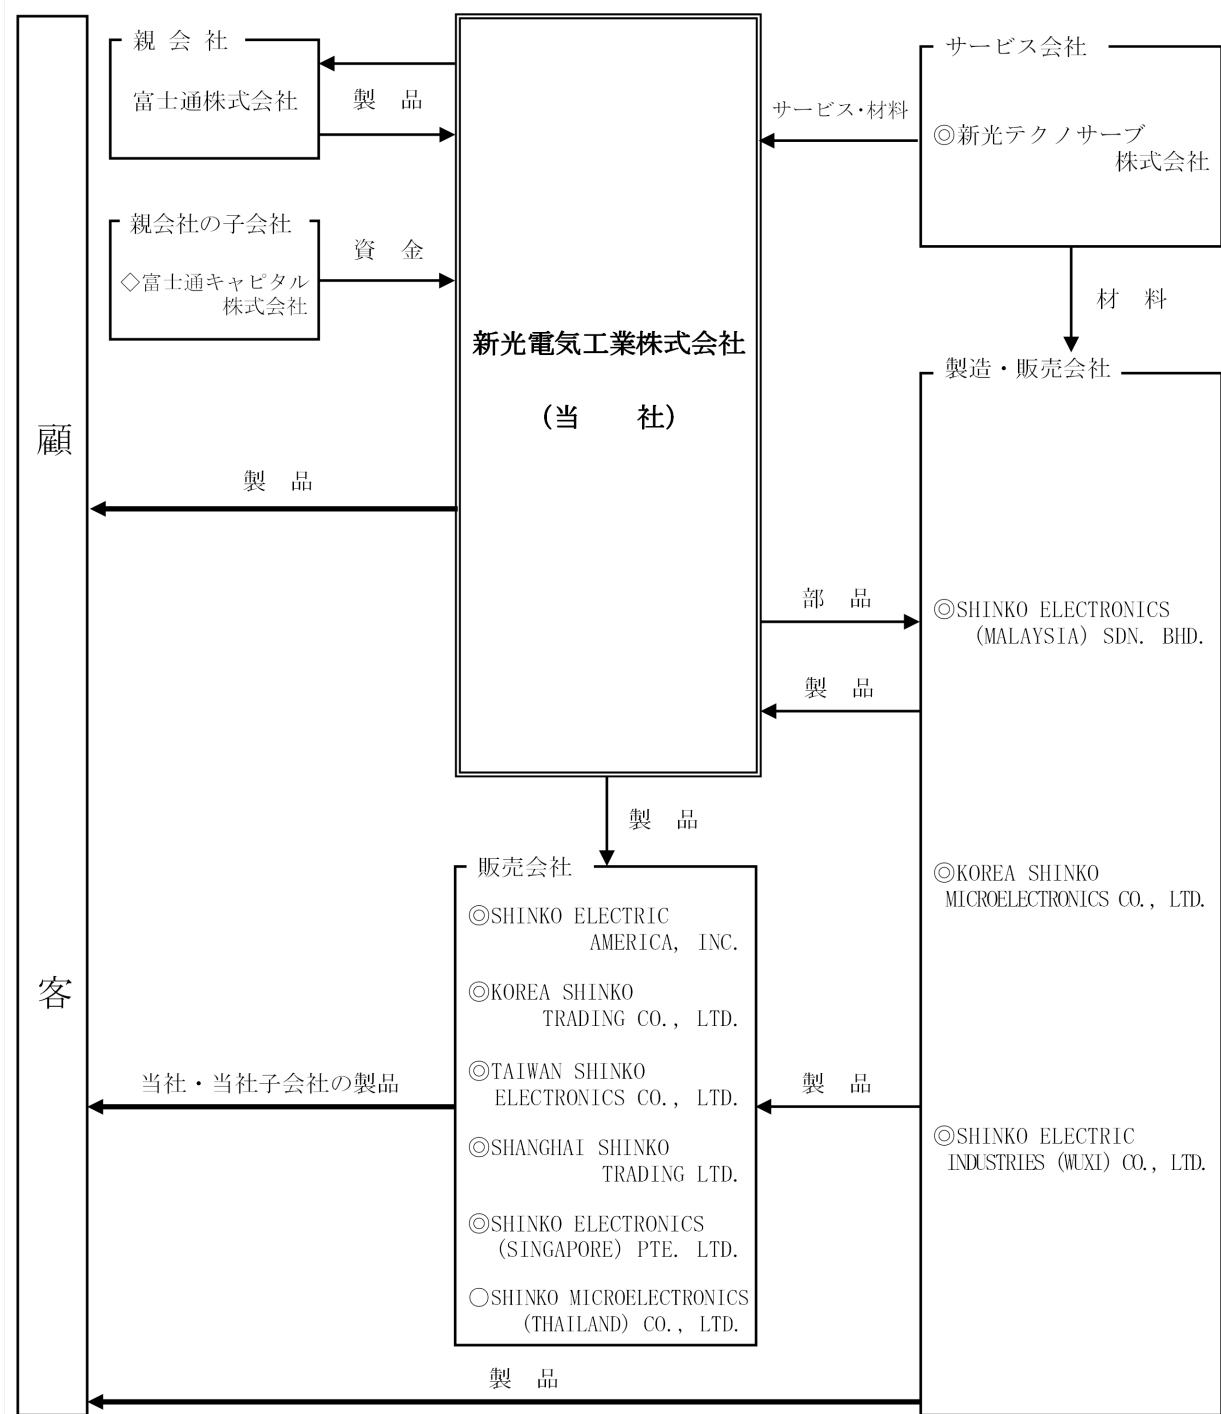 親 会 社
富士通株式会社
製 品
親会社の子会社
◇富士通キャピタル
株式会社
資 金
新光電気工業株式会社
(当 社)
サービス会社
◎新光テクノサーブ
株式会社
サービス・材料
材 料
製造・販売会社
◎SHINKO ELECTRONICS
(MALAYSIA) SDN. BHD.
◎KOREA SHINKO
MICROELECTRONICS CO., LTD.
◎SHINKO ELECTRIC
INDUSTRIES (WUXI) CO., LTD.
顧
客
製 品
部 品
製 品
製 品
販売会社
◎SHINKO ELECTRIC
AMERICA, INC.
◎KOREA SHINKO
TRADING CO., LTD.
◎TAIWAN SHINKO
ELECTRONICS CO., LTD.
◎SHANGHAI SHINKO
TRADING LTD.
◎SHINKO ELECTRONICS
(SINGAPORE) PTE. LTD.
○SHINKO MICROELECTRONICS
(THAILAND) CO., LTD.
当社・当社子会社の製品
製 品
製 品